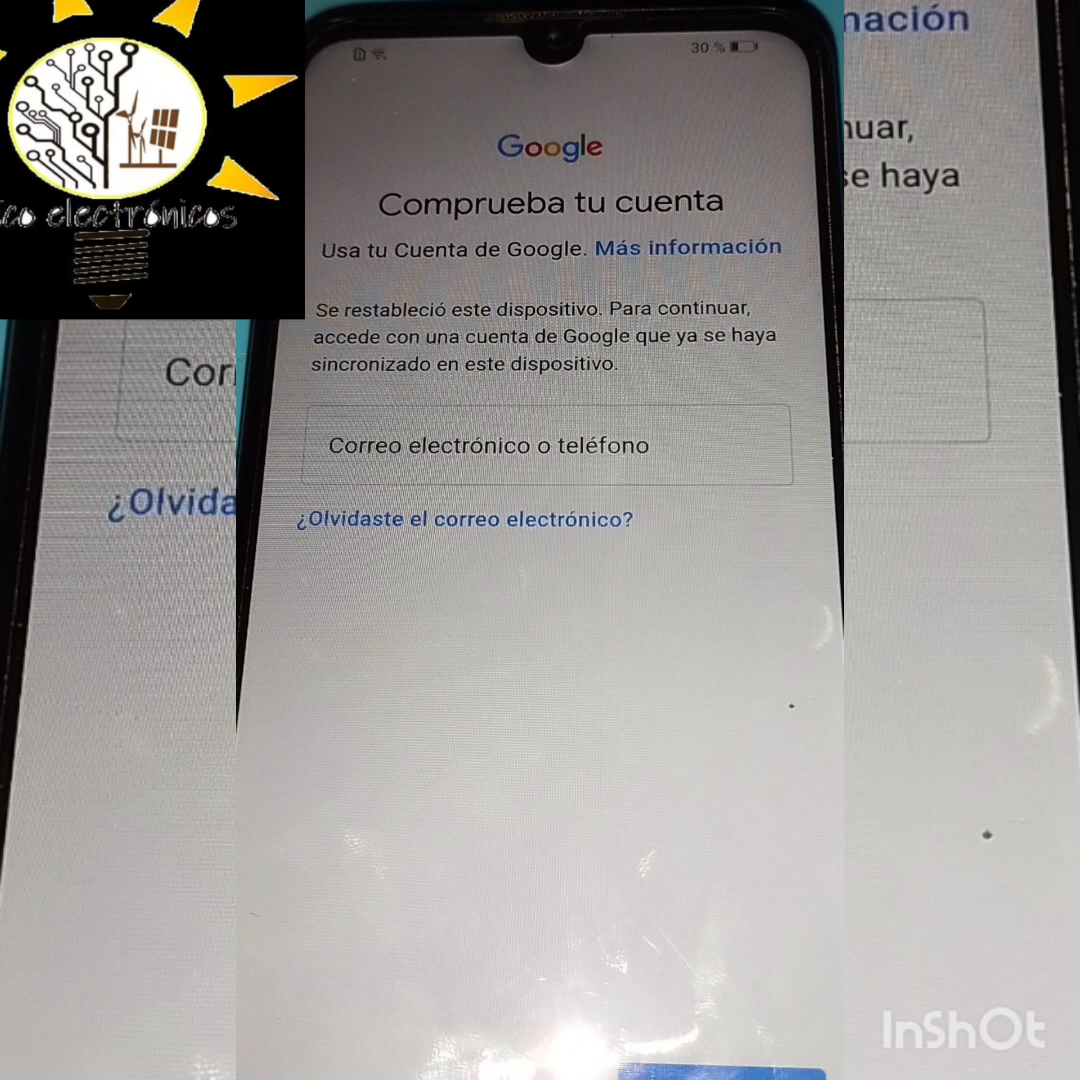 30 %
Google
Comprueba tu cuenta
Usa tu Cuenta de Google. Más información
Se restableció este dispositivo. Para continuar,
accede con una cuenta de Google que ya se haya
sincronizado en este dispositivo.
Correo electrónico o teléfono
¿Olvidaste el correo electrónico?
co electrónicos
nación
nuar,
se haya
Cor
¿Olvida
InShOt